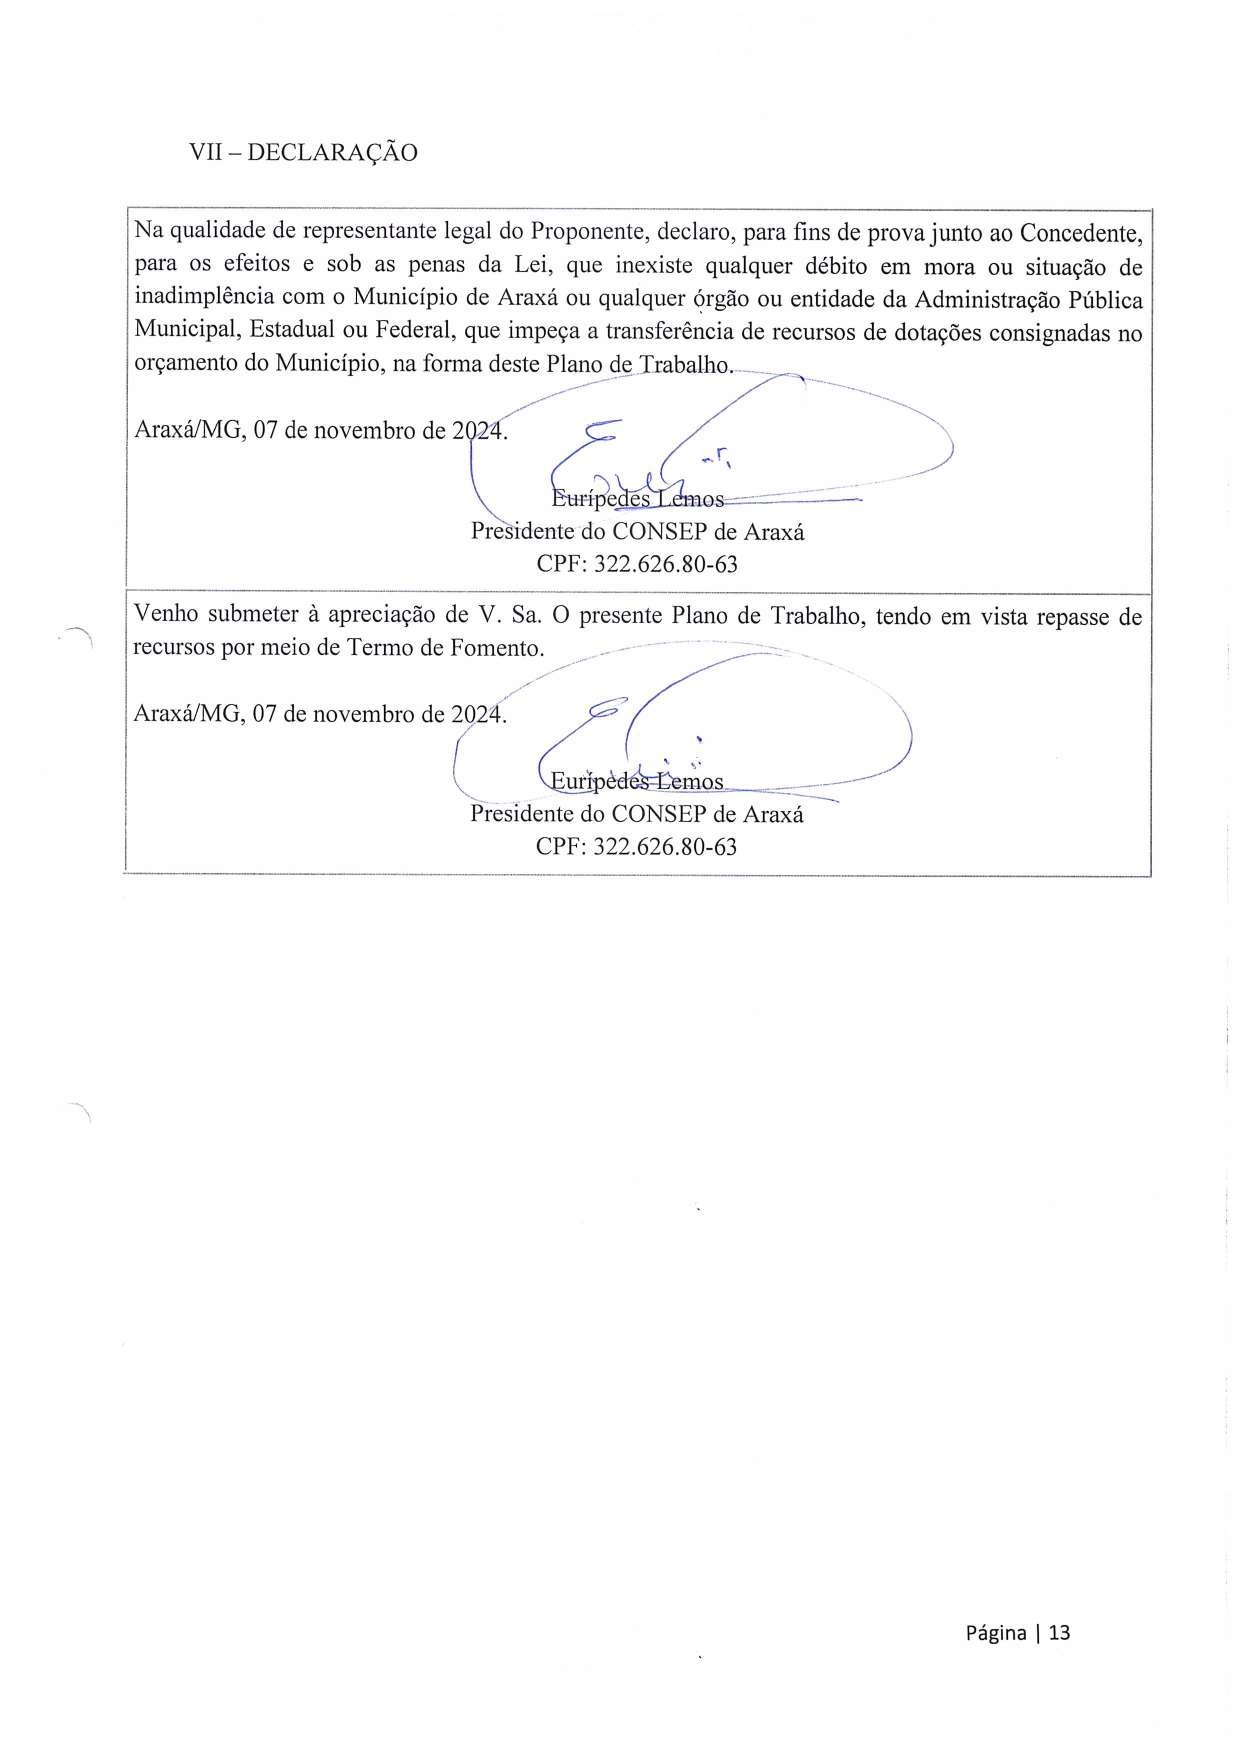 VII – DECLARAÇÃO
Na qualidade de representante legal do Proponente, declaro, para fins de prova junto ao Concedente,
para os efeitos e sob as penas da Lei, que inexiste qualquer débito em mora ou situação de
inadimplência com o Município de Araxá ou qualquer órgão ou entidade da Administração Pública
Municipal, Estadual ou Federal, que impeça a transferência de recursos de dotações consignadas no
orçamento do Município, na forma deste Plano de Trabalho.
Araxá/MG, 07 de novembro de 2024.
Eurípedes Lemos
Presidente do CONSEP de Araxá
CPF: 322.626.80-63
Venho submeter à apreciação de V. Sa. O presente Plano de Trabalho, tendo em vista repasse de
recursos por meio de Termo de Fomento.
Araxá/MG, 07 de novembro de 2024.
Eurípedes Lemos
Presidente do CONSEP de Araxá
CPF: 322.626.80-63
Página | 13